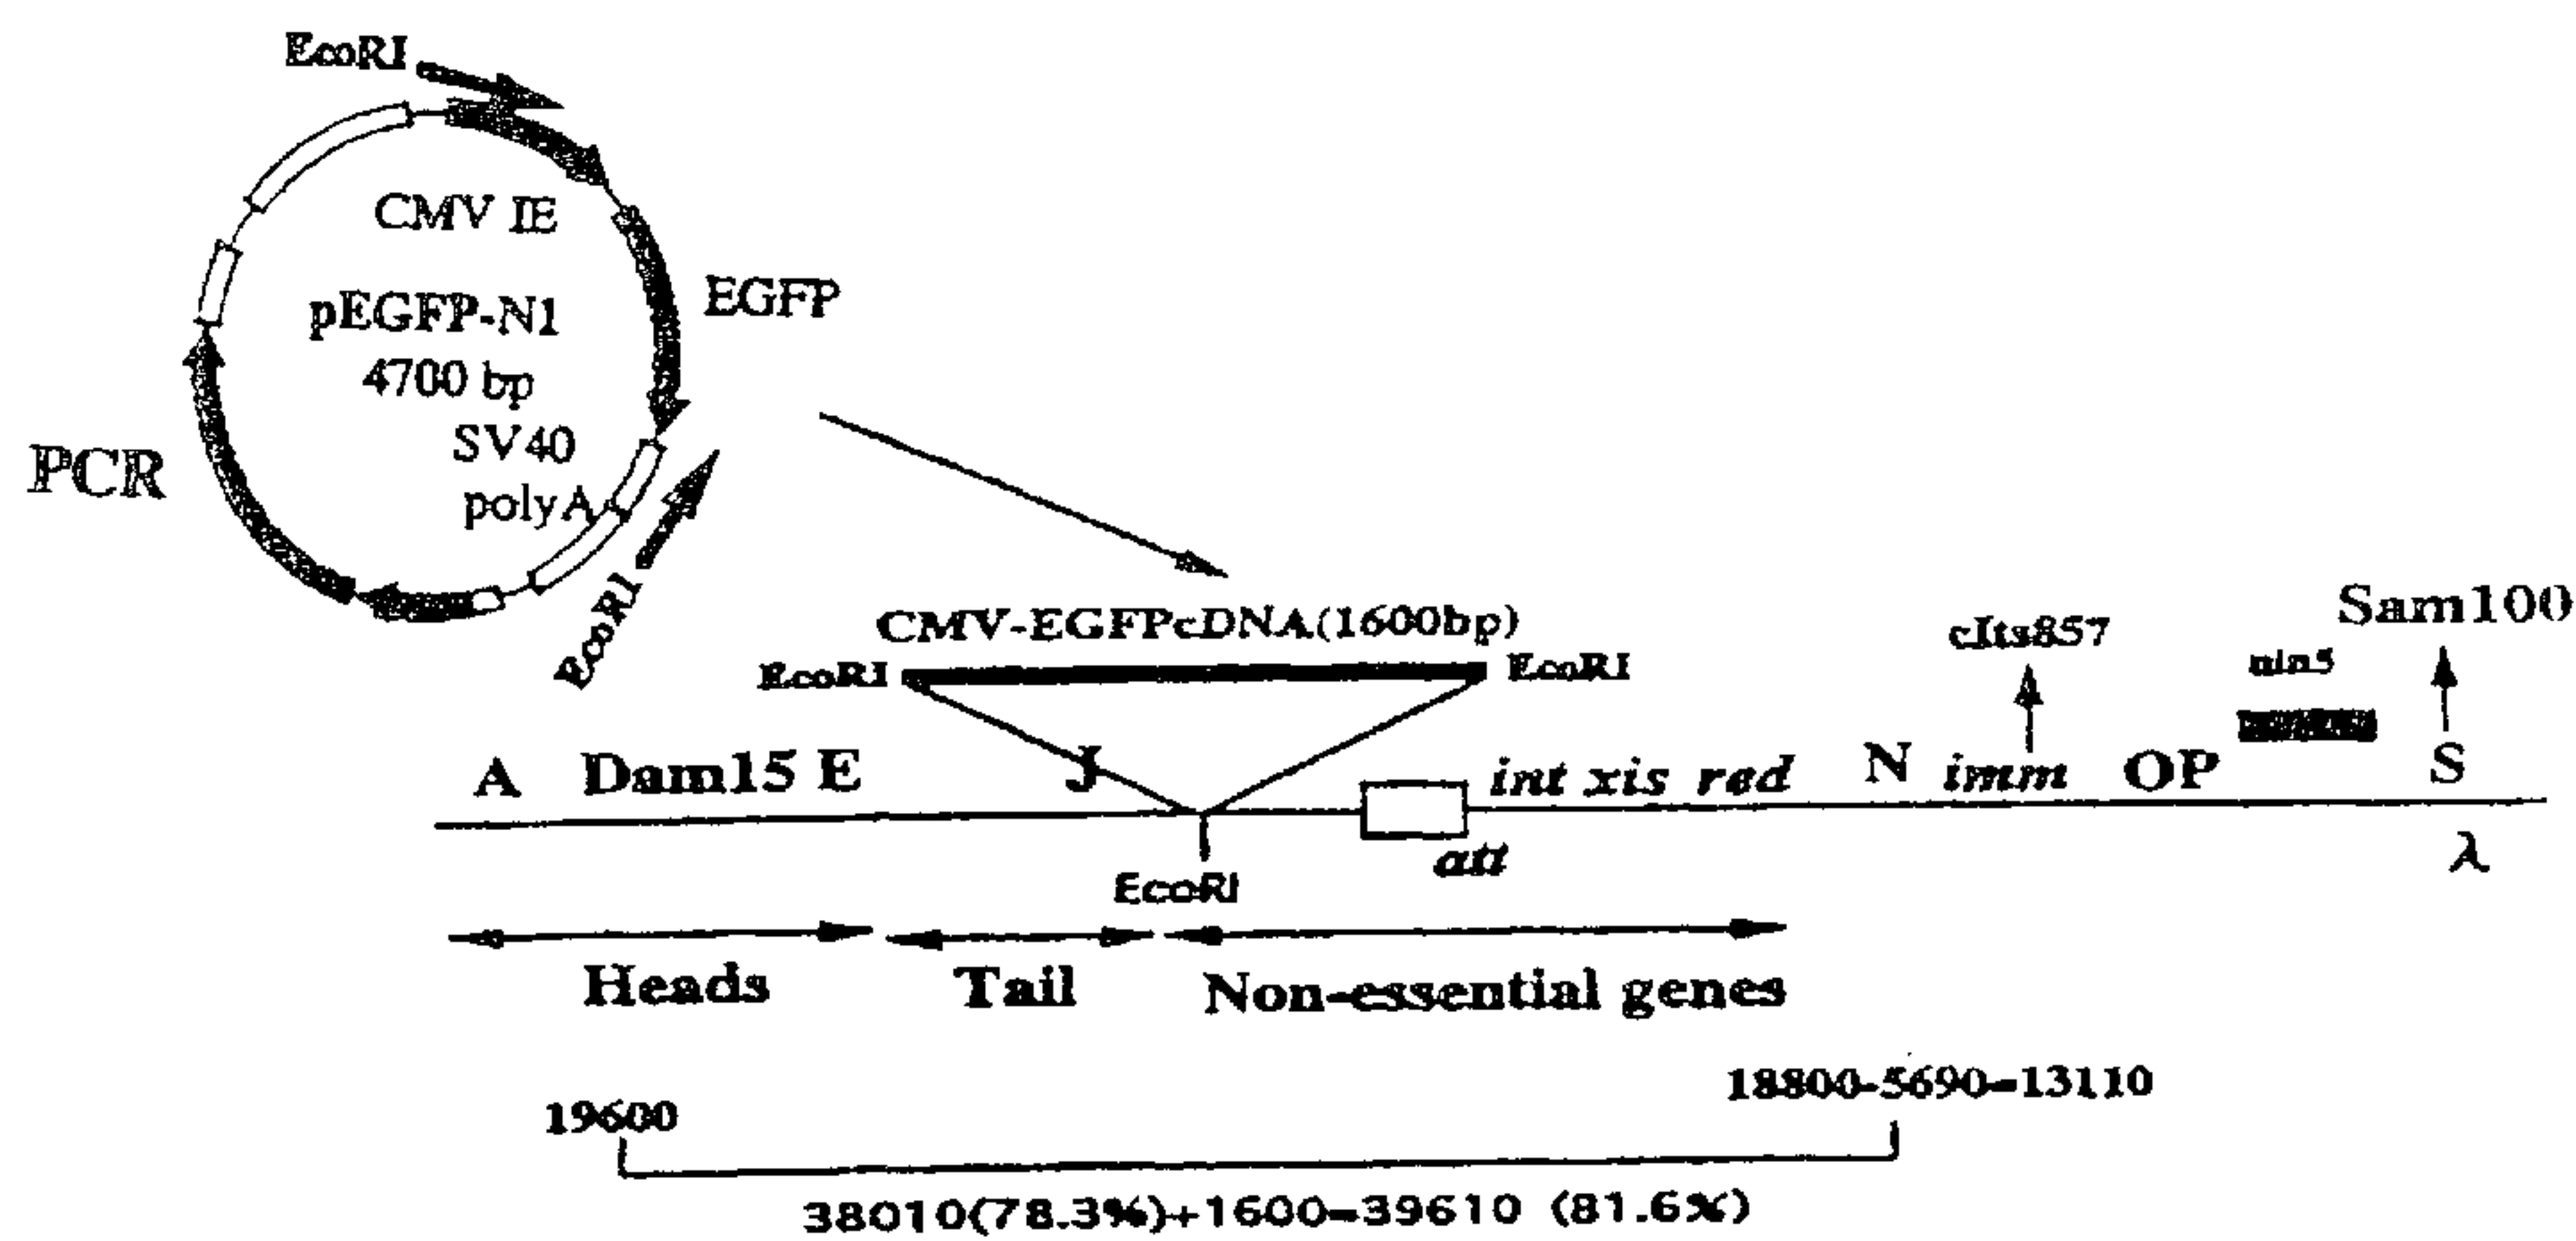 EcoRI
CMV IE
pEGFP-N1
4700 bp
EGFP
SV40
polyA
PCR
EcoRI
CMV-EGFPcDNA(1600bp)
EcoRI
EcoRI
cIts857
nin5
Sam100
A Dam15 E J int xis red N imm OP S
att
λ
EcoRI
Heads Tail Non-essential genes
18800-5690=13110
19600
38010(78.3%)+1600=39610 (81.6%)